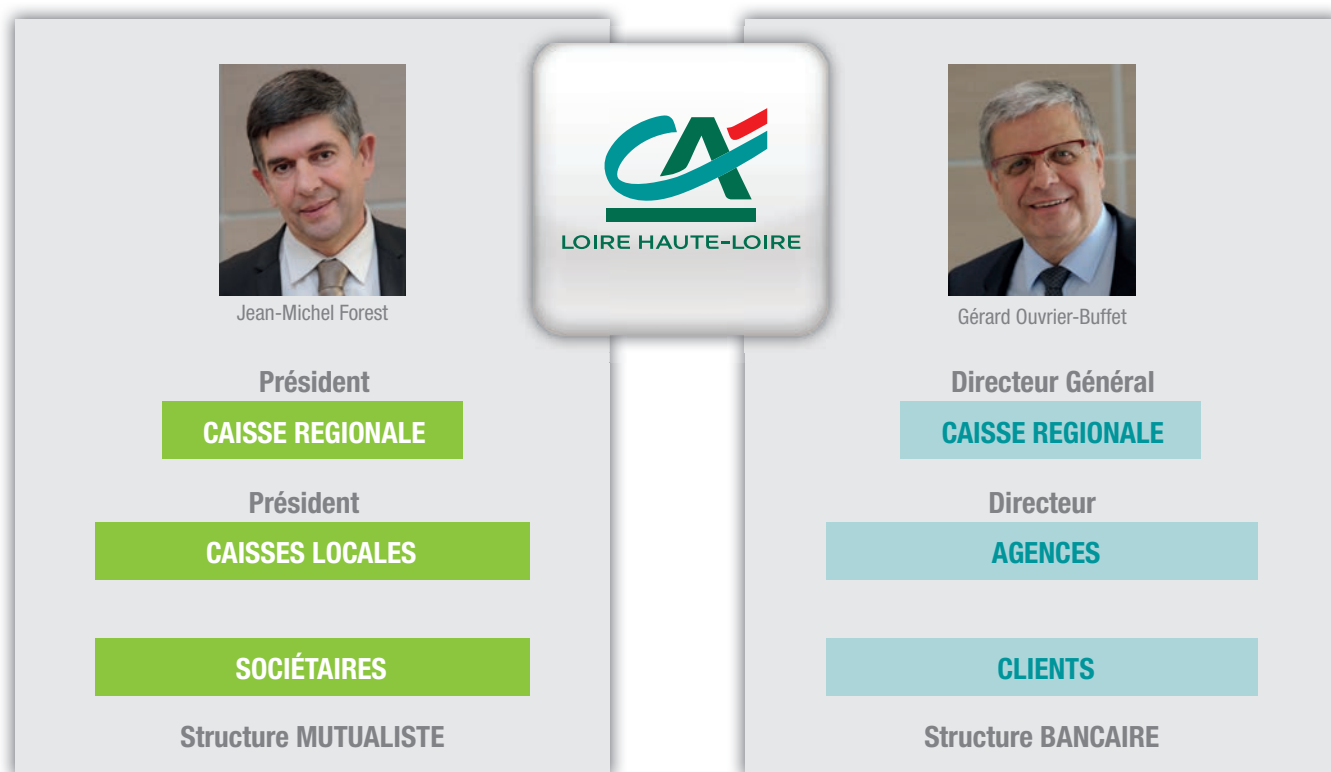 Jean-Michel Forest
Président
CAISSE REGIONALE
Président
CAISSES LOCALES
SOCIÉTAIRES
Structure MUTUALISTE
CA
LOIRE HAUTE-LOIRE
Gérard Ouvrier-Buffet
Directeur Général
CAISSE REGIONALE
Directeur
AGENCES
CLIENTS
Structure BANCAIRE